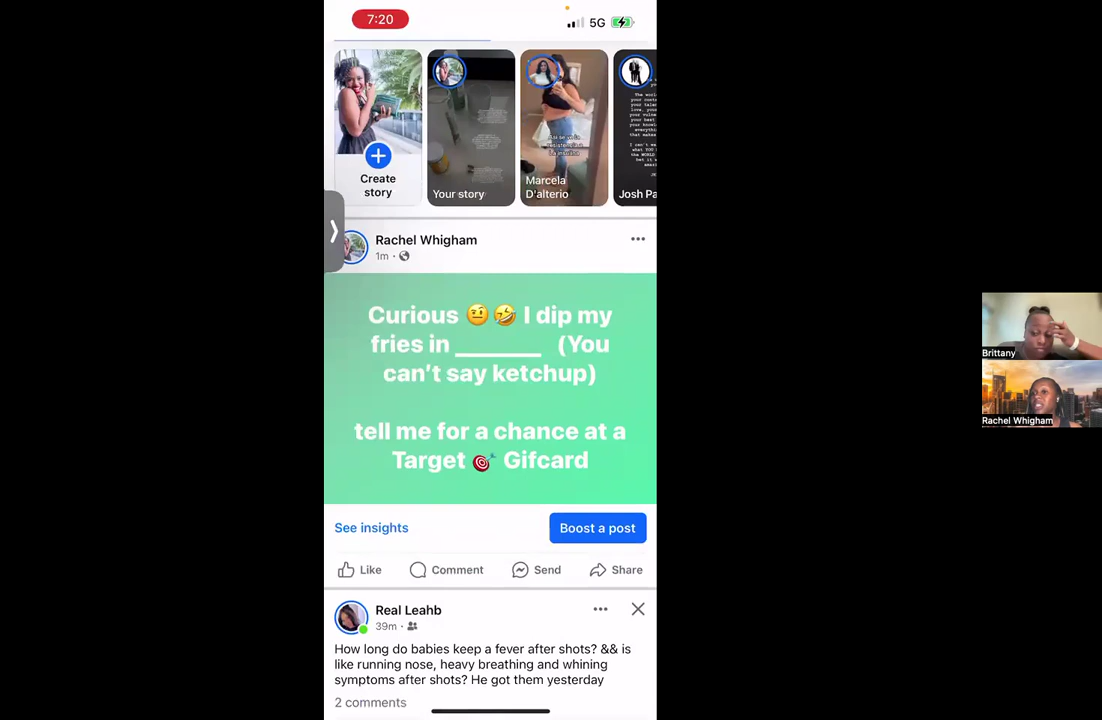 7:20
5G
Create
story
Your story
Marcela
D'alterio
Josh Pa
Rachel Whigham
1m
Curious 🤨 🤣 I dip my
fries in _______ (You
can't say ketchup)
tell me for a chance at a
Target 🎯 Gifcard
See insights
Boost a post
Like
Comment
Send
Share
Real Leahb
39m
How long do babies keep a fever after shots? && is
like running nose, heavy breathing and whining
symptoms after shots? He got them yesterday
2 comments
Brittany
Rachel Whigham